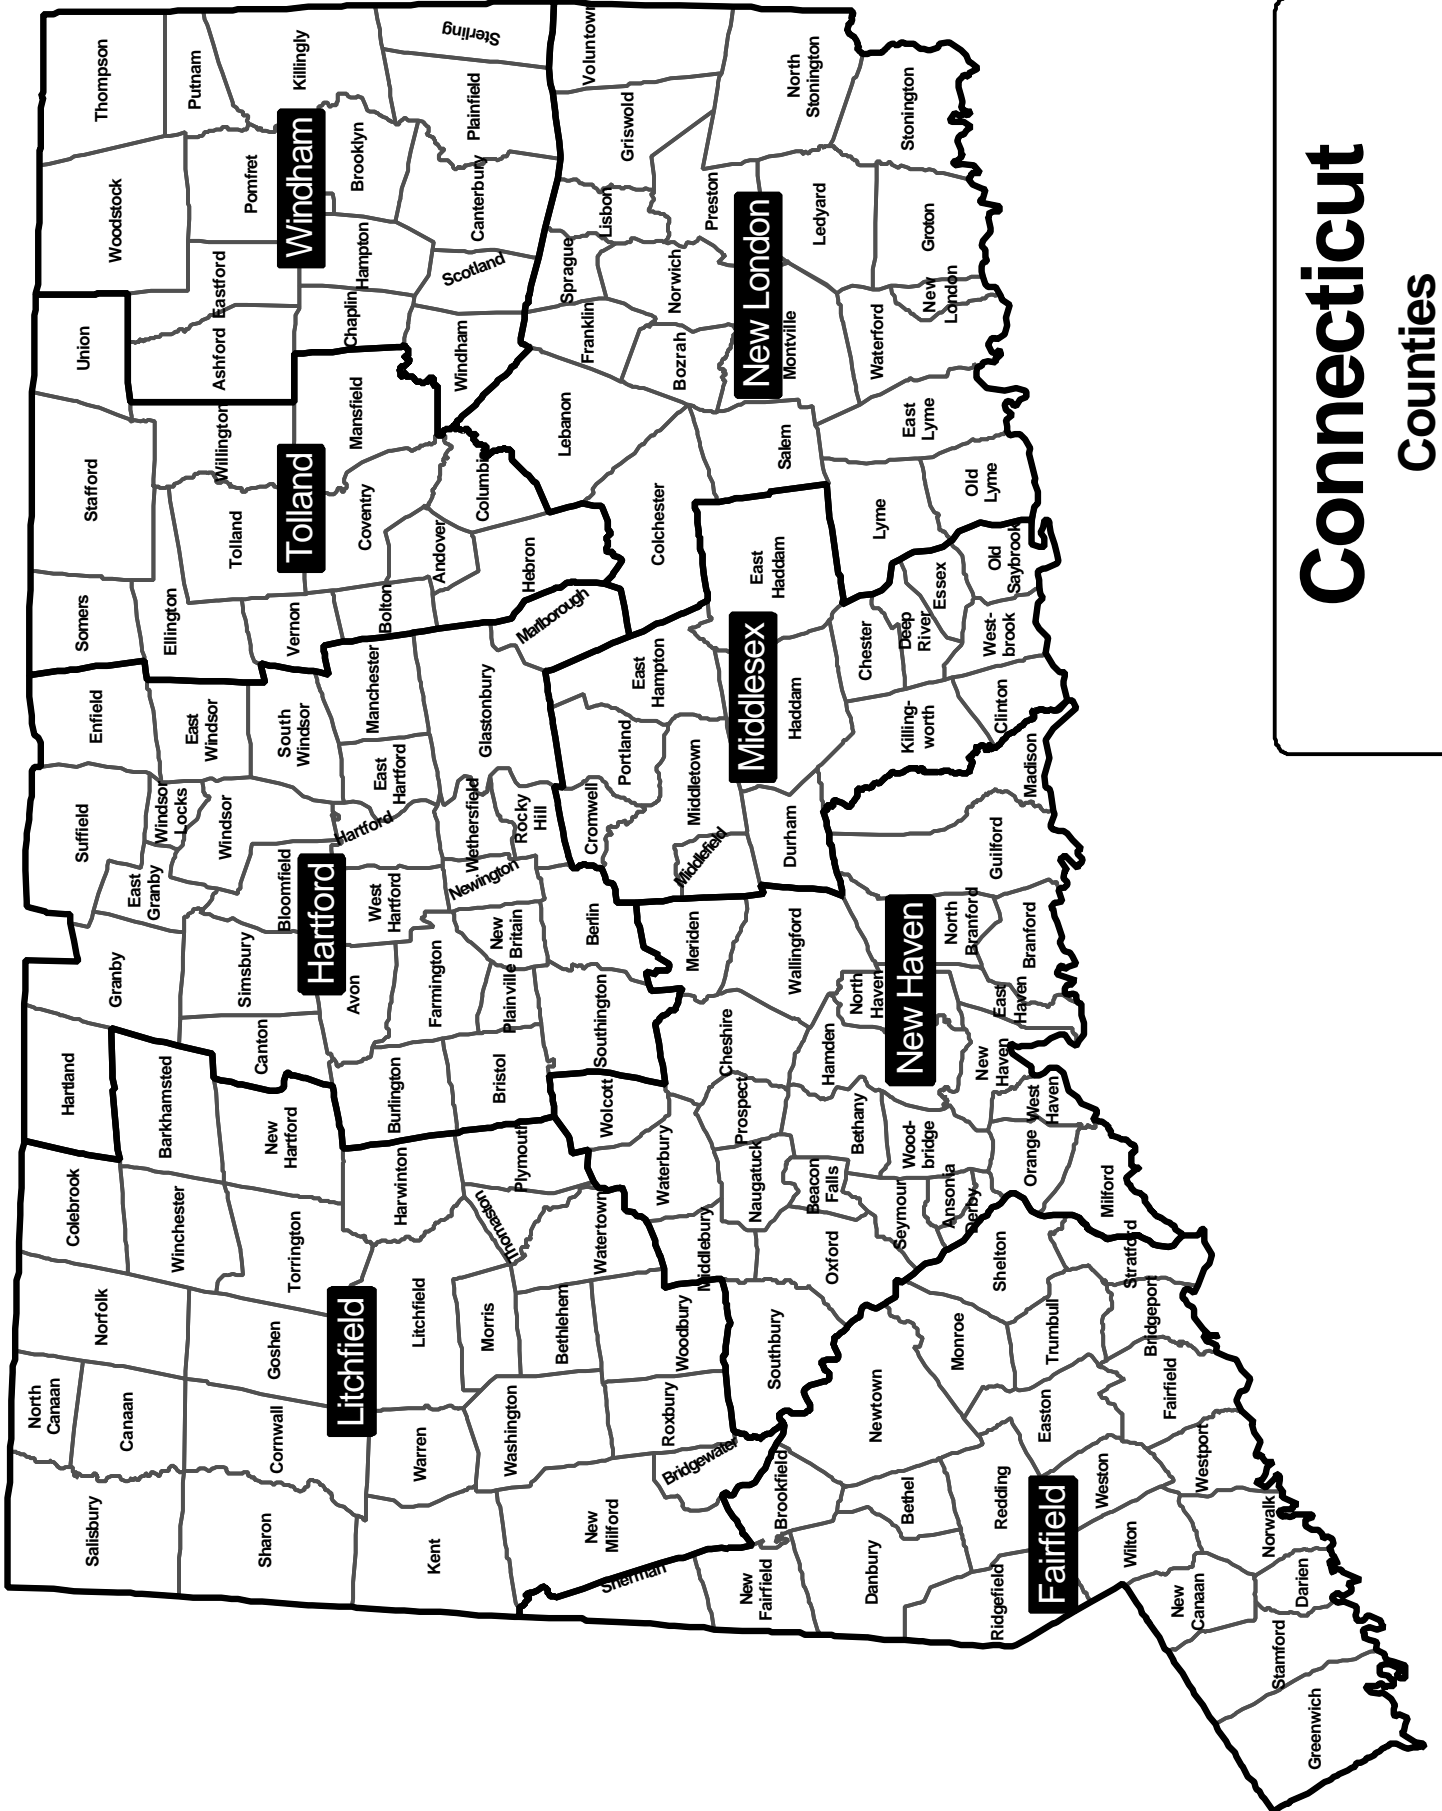 Connecticut
Counties
Litchfield
Salisbury
North
Canaan
Canaan
Norfolk
Colebrook
Winchester
Barkhamsted
Sharon
Cornwall
Goshen
Torrington
New
Hartford
Kent
Warren
Litchfield
Harwinton
Morris
Thomaston
Plymouth
Washington
Bethlehem
Watertown
New
Milford
Roxbury
Woodbury
Bridgewater
Hartford
Hartland
Granby
East
Granby
Suffield
Windsor
Locks
Enfield
East
Windsor
Windsor
South
Windsor
Canton
Simsbury
Bloomfield
Burlington
Avon
West
Hartford
Hartford
East
Hartford
Manchester
Bristol
Farmington
Plainville
New
Britain
Newington
Wethersfield
Rocky
Hill
Glastonbury
Marlborough
Southington
Berlin
Tolland
Somers
Stafford
Union
Ellington
Willington
Tolland
Vernon
Bolton
Coventry
Mansfield
Andover
Columbia
Hebron
Windham
Woodstock
Thompson
Putnam
Ashford
Eastford
Pomfret
Killingly
Chaplin
Hampton
Brooklyn
Windham
Scotland
Canterbury
Plainfield
Sterling
New London
Voluntown
Griswold
Lisbon
Sprague
Franklin
Lebanon
Colchester
Bozrah
Norwich
Preston
North
Stonington
Salem
Montville
Ledyard
Lyme
Waterford
Groton
Stonington
Old
Lyme
East
Lyme
New
London
Middlesex
Cromwell
Portland
East
Hampton
Middletown
Middlefield
Durham
Haddam
East
Haddam
Killing-
worth
Chester
Deep
River
Essex
Clinton
West-
brook
Old
Saybrook
New Haven
Wolcott
Waterbury
Middlebury
Naugatuck
Prospect
Cheshire
Meriden
Wallingford
Southbury
Oxford
Beacon
Falls
Bethany
Hamden
North
Haven
Seymour
Ansonia
Derby
Wood-
bridge
New
Haven
East
Haven
North
Branford
Branford
Guilford
Madison
Orange
West
Haven
Milford
Fairfield
Sherman
New
Fairfield
Brookfield
Danbury
Bethel
Newtown
Ridgefield
Redding
Easton
Monroe
Shelton
Trumbull
Stratford
Bridgeport
Fairfield
Weston
Wilton
Westport
Norwalk
New
Canaan
Darien
Stamford
Greenwich